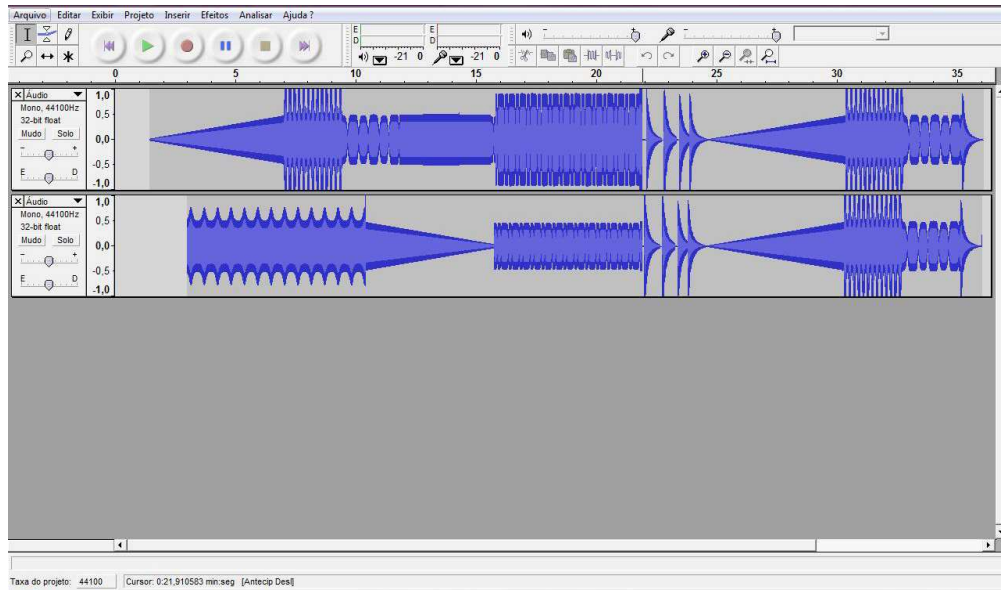 Arquivo Editar Exibir Projeto Inserir Efeitos Analisar Ajuda ?
E
D
-21 0
E
D
-21 0
0 5 10 15 20 25 30 35
X Áudio
Mono, 44100Hz
32-bit float
Mudo Solo
- +
E D
1,0
0,5
0,0
-0,5
-1,0
X Áudio
Mono, 44100Hz
32-bit float
Mudo Solo
- +
E D
1,0
0,5
0,0
-0,5
-1,0
Taxa do projeto: 44100 Cursor: 0:21,910583 min:seg [Antecip Desl]